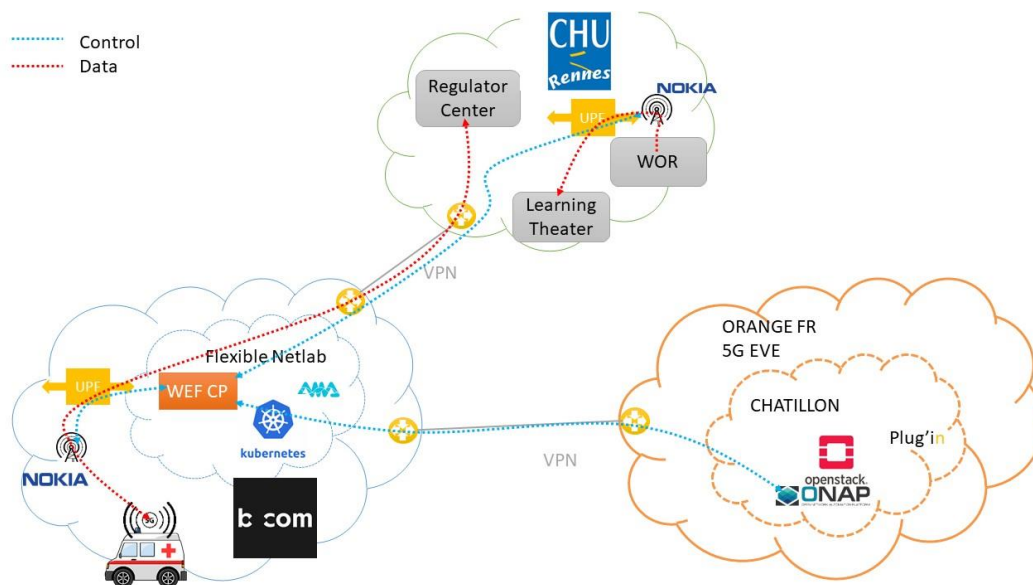 Control
Data
CHU
Rennes
NOKIA
Regulator
Center
UPF
WOR
Learning
Theater
VPN
ORANGE FR
5G EVE
Flexible Netlab
UPF
WEF CP
CHATILLON
kubernetes
Plug'in
VPN
openstack.
ONAP
NOKIA
b com
5G